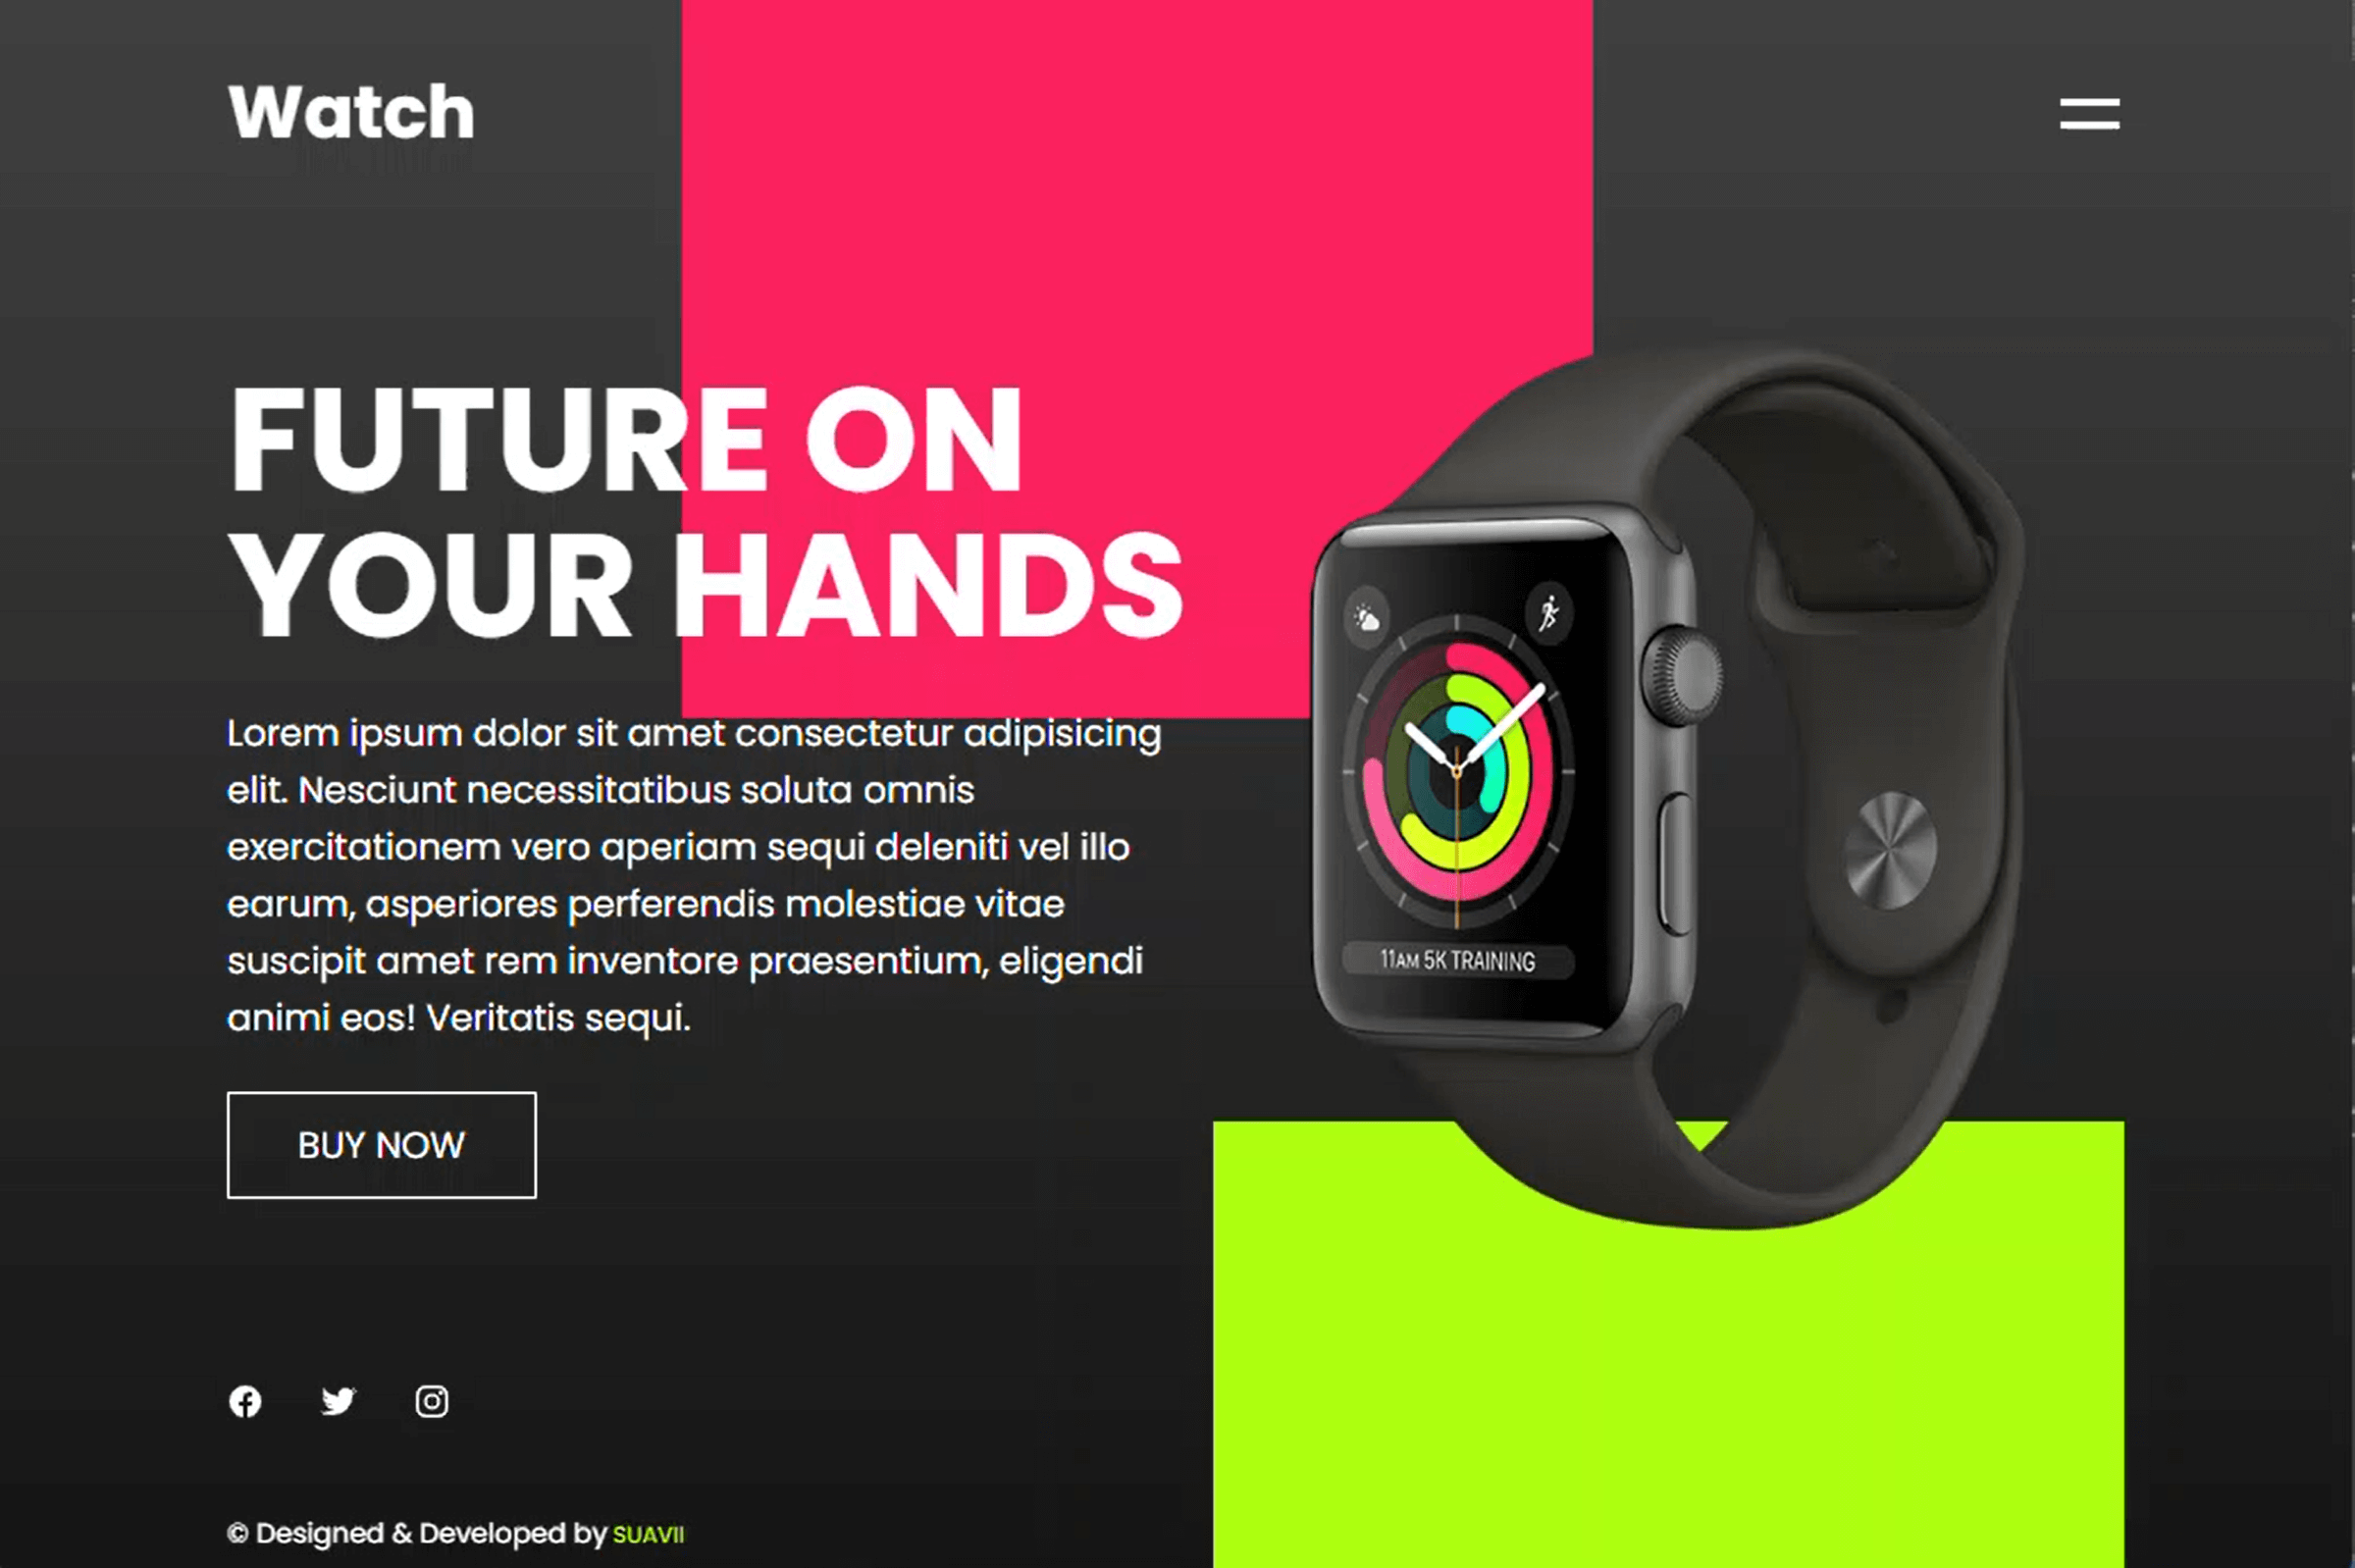 Watch
FUTURE ON
YOUR HANDS
Lorem ipsum dolor sit amet consectetur adipisicing
elit. Nesciunt necessitatibus soluta omnis
exercitationem vero aperiam sequi deleniti vel illo
earum, asperiores perferendis molestiae vitae
suscipit amet rem inventore praesentium, eligendi
animi eos! Veritatis sequi.
BUY NOW
11AM 5K TRAINING
© Designed & Developed by SUAVII